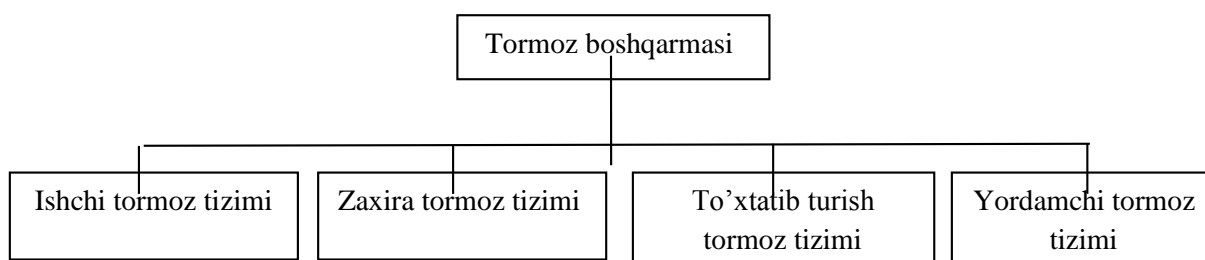 Tormoz boshqarmasi
Ishchi tormoz tizimi
Zaxira tormoz tizimi
To’xtatib turish
tormoz tizimi
Yordamchi tormoz
tizimi